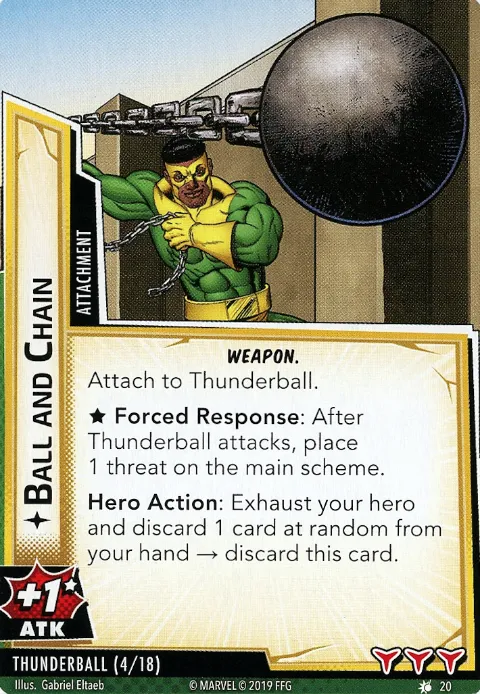 ATTACHMENT
✦ BALL AND CHAIN
WEAPON.
Attach to Thunderball.
★ Forced Response: After
Thunderball attacks, place
1 threat on the main scheme.
Hero Action: Exhaust your hero
and discard 1 card at random from
your hand → discard this card.
+1★
ATK
THUNDERBALL (4/18)
Illus. Gabriel Eltaeb
© MARVEL © 2019 FFG
20